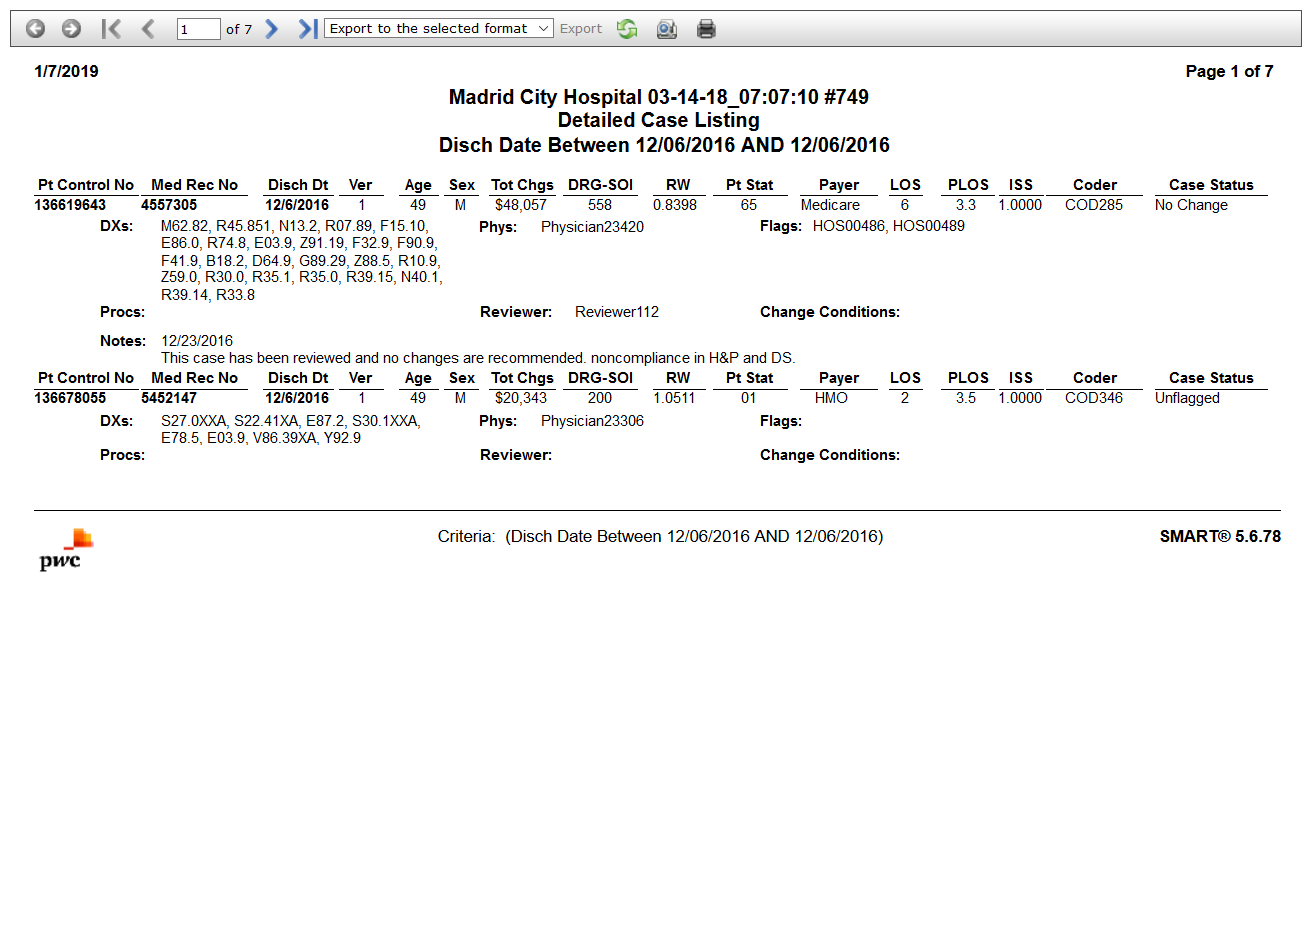 1 of 7 Export to the selected format Export
1/7/2019 Page 1 of 7
Madrid City Hospital 03-14-18_07:07:10 #749
Detailed Case Listing
Disch Date Between 12/06/2016 AND 12/06/2016
Pt Control No Med Rec No Disch Dt Ver Age Sex Tot Chgs DRG-SOI RW Pt Stat Payer LOS PLOS ISS Coder Case Status
136619643 4557305 12/6/2016 1 49 M $48,057 558 0.8398 65 Medicare 6 3.3 1.0000 COD285 No Change
DXs: M62.82, R45.851, N13.2, R07.89, F15.10, Phys: Physician23420 Flags: HOS00486, HOS00489
E86.0, R74.8, E03.9, Z91.19, F32.9, F90.9,
F41.9, B18.2, D64.9, G89.29, Z88.5, R10.9,
Z59.0, R30.0, R35.1, R35.0, R39.15, N40.1,
R39.14, R33.8
Procs: Reviewer: Reviewer112 Change Conditions:
Notes: 12/23/2016
This case has been reviewed and no changes are recommended. noncompliance in H&P and DS.
Pt Control No Med Rec No Disch Dt Ver Age Sex Tot Chgs DRG-SOI RW Pt Stat Payer LOS PLOS ISS Coder Case Status
136678055 5452147 12/6/2016 1 49 M $20,343 200 1.0511 01 HMO 2 3.5 1.0000 COD346 Unflagged
DXs: S27.0XXA, S22.41XA, E87.2, S30.1XXA, Phys: Physician23306 Flags:
E78.5, E03.9, V86.39XA, Y92.9
Procs: Reviewer: Change Conditions:
Criteria: (Disch Date Between 12/06/2016 AND 12/06/2016) SMART® 5.6.78
pwc